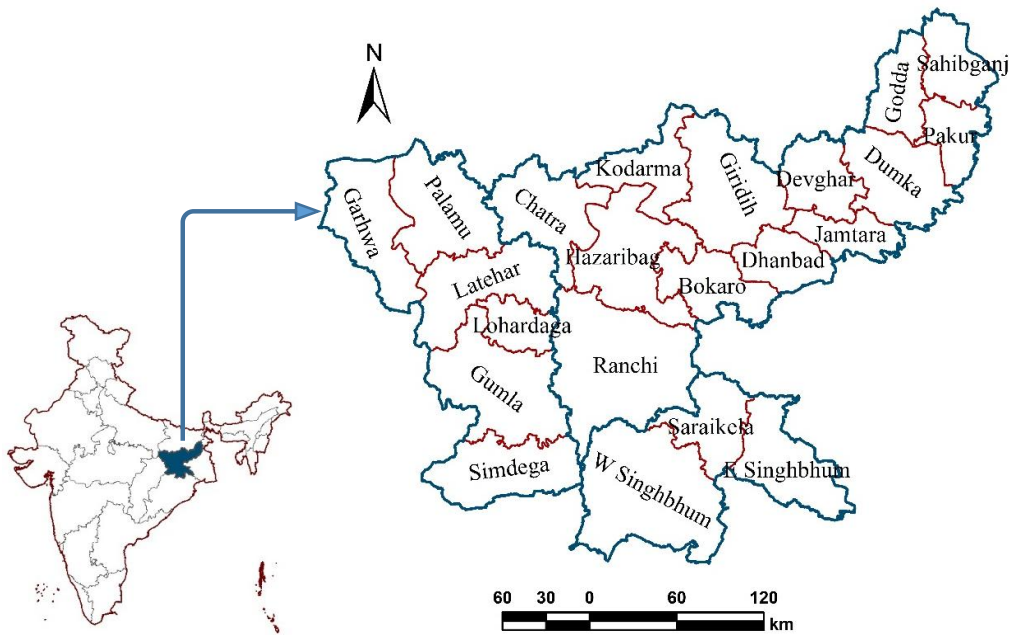 N
Sahibganj
Godda
Pakur
Dumka
Kodarma
Giridih
Devghar
Palamu
Garhwa
Chatra
Jamtara
Hazaribag
Dhanbad
Latehar
Bokaro
Lohardaga
Ranchi
Gumla
Saraikela
Simdega
W Singhbhum
E Singhbhum
60 30 0 60 120
km